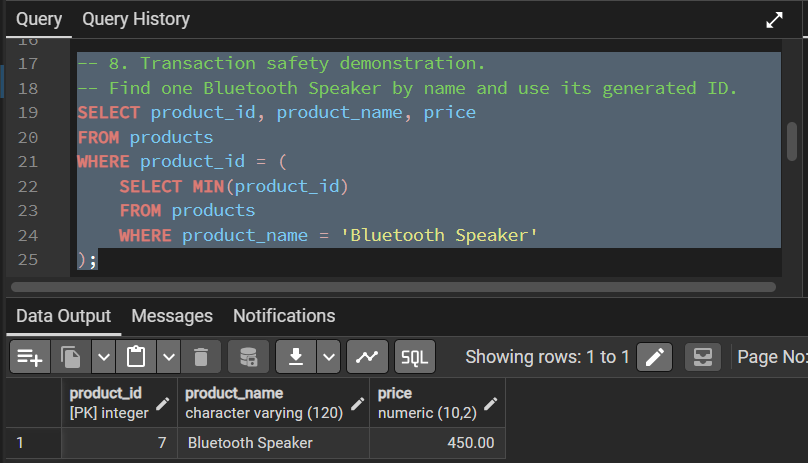 Query Query History
16
17 -- 8. Transaction safety demonstration.
18 -- Find one Bluetooth Speaker by name and use its generated ID.
19 SELECT product_id, product_name, price
20 FROM products
21 WHERE product_id = (
22 SELECT MIN(product_id)
23 FROM products
24 WHERE product_name = 'Bluetooth Speaker'
25 );
Data Output Messages Notifications
SQL Showing rows: 1 to 1 Page No:
product_id product_name price
[PK] integer character varying (120) numeric (10,2)
1 7 Bluetooth Speaker 450.00